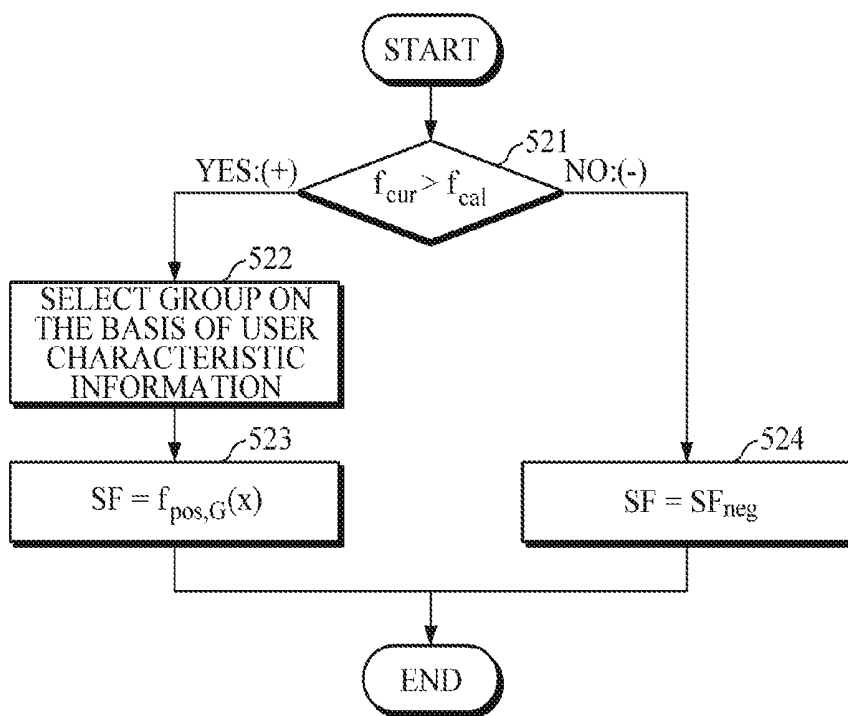 START
521
YES:(+)
f_cur > f_cal
NO:(-)
522
SELECT GROUP ON
THE BASIS OF USER
CHARACTERISTIC
INFORMATION
523
SF = f_pos,G(x)
524
SF = SF_neg
END